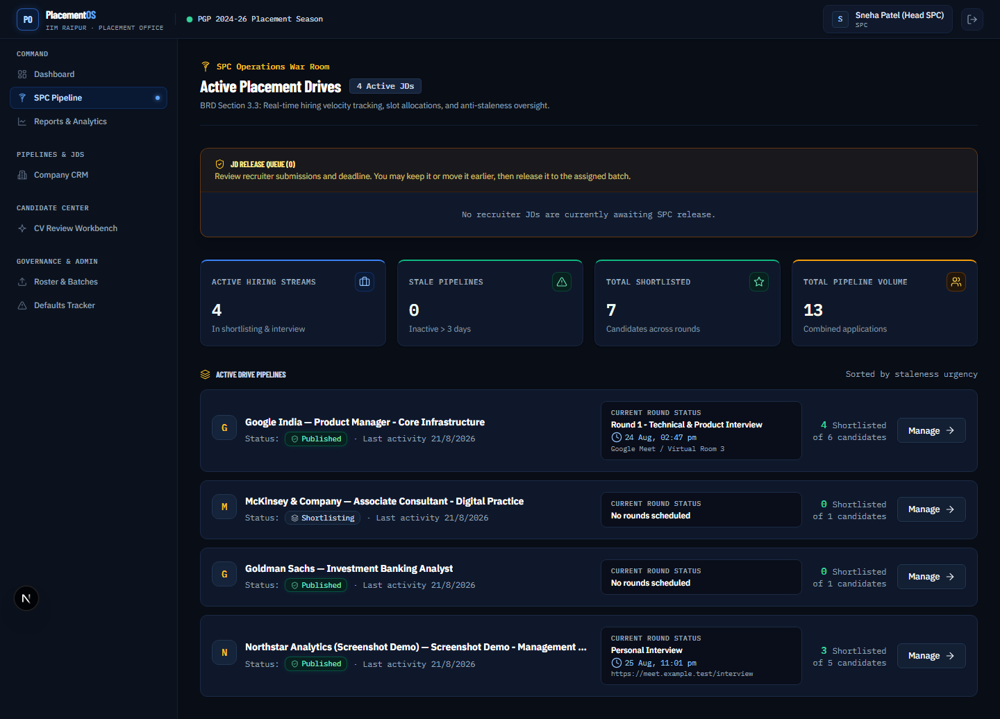 PO
PlacementOS
IIM RAIPUR · PLACEMENT OFFICE
PGP 2024-26 Placement Season
S
Sneha Patel (Head SPC)
SPC
COMMAND
Dashboard
SPC Pipeline
Reports & Analytics
PIPELINES & JDS
Company CRM
CANDIDATE CENTER
CV Review Workbench
GOVERNANCE & ADMIN
Roster & Batches
Defaults Tracker
N
SPC Operations War Room
Active Placement Drives
4 Active JDs
BRD Section 3.3: Real-time hiring velocity tracking, slot allocations, and anti-staleness oversight.
JD RELEASE QUEUE (0)
Review recruiter submissions and deadline. You may keep it or move it earlier, then release it to the assigned batch.
No recruiter JDs are currently awaiting SPC release.
ACTIVE HIRING STREAMS
4
In shortlisting & interview
STALE PIPELINES
0
Inactive > 3 days
TOTAL SHORTLISTED
7
Candidates across rounds
TOTAL PIPELINE VOLUME
13
Combined applications
ACTIVE DRIVE PIPELINES
Sorted by staleness urgency
G
Google India — Product Manager - Core Infrastructure
Status: Published · Last activity 21/8/2026
CURRENT ROUND STATUS
Round 1 - Technical & Product Interview
24 Aug, 02:47 pm
Google Meet / Virtual Room 3
4 Shortlisted
of 6 candidates
Manage
M
McKinsey & Company — Associate Consultant - Digital Practice
Status: Shortlisting · Last activity 21/8/2026
CURRENT ROUND STATUS
No rounds scheduled
0 Shortlisted
of 1 candidates
Manage
G
Goldman Sachs — Investment Banking Analyst
Status: Published · Last activity 21/8/2026
CURRENT ROUND STATUS
No rounds scheduled
0 Shortlisted
of 1 candidates
Manage
N
Northstar Analytics (Screenshot Demo) — Screenshot Demo - Management ...
Status: Published · Last activity 21/8/2026
CURRENT ROUND STATUS
Personal Interview
25 Aug, 11:01 pm
https://meet.example.test/interview
3 Shortlisted
of 5 candidates
Manage